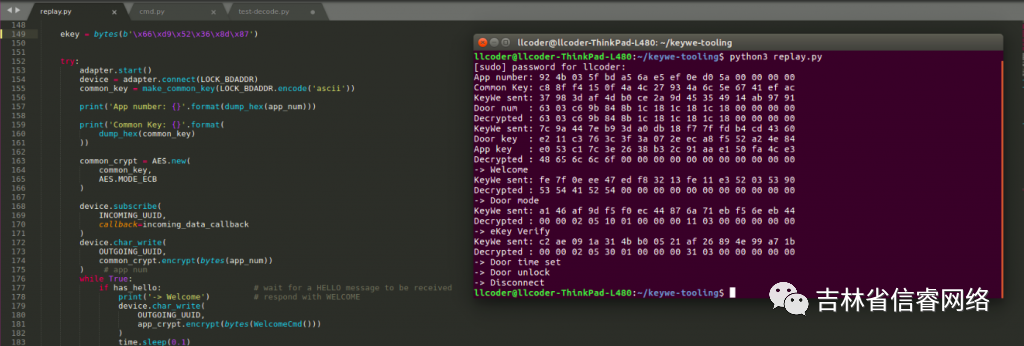 replay.py
cmd.py
test-decode.py
148
149 ekey = bytes(b'\x66\xd9\x52\x36\x8d\x87')
150
151
152 try:
153 adapter.start()
154 device = adapter.connect(LOCK_BDADDR)
155 common_key = make_common_key(LOCK_BDADDR.encode('ascii'))
156
157 print('App number: {}'.format(dump_hex(app_num)))
158
159 print('Common Key: {}'.format(
160 dump_hex(common_key)
161 ))
162
163 common_crypt = AES.new(
164 common_key,
165 AES.MODE_ECB
166 )
167
168 device.subscribe(
169 INCOMING_UUID,
170 callback=incoming_data_callback
171 )
172 device.char_write(
173 OUTGOING_UUID,
174 common_crypt.encrypt(bytes(app_num))
175 ) # app num
176 while True:
177 if has_hello: # wait for a HELLO message to be received
178 print('-> Welcome') # respond with WELCOME
179 device.char_write(
180 OUTGOING_UUID,
181 app_crypt.encrypt(bytes(WelcomeCmd()))
182 )
183 time.sleep(0.1)
llcoder@llcoder-ThinkPad-L480: ~/keywe-tooling
llcoder@llcoder-ThinkPad-L480:~/keywe-tooling$ python3 replay.py
[sudo] password for llcoder:
App number: 92 4b 03 5f bd a5 6a e5 ef 0e d0 5a 00 00 00 00
Common Key: c8 8f f4 15 0f 4a 4c 27 93 4a 6c 5e 67 41 ef ac
KeyWe sent: 37 98 3d af 4d b0 ce 2a 9d 45 35 49 14 ab 97 91
Door num : 63 03 c6 9b 84 8b 1c 18 1c 18 1c 18 00 00 00 00
Decrypted : 63 03 c6 9b 84 8b 1c 18 1c 18 1c 18 00 00 00 00
KeyWe sent: 7c 9a 44 7e b9 3d a0 db 18 f7 7f fd b4 cd 43 60
Door key : e2 11 c3 76 3c 3f 3a 07 2e ec a8 f5 52 a2 4e 84
App key : e0 53 c1 7c 3e 26 38 b3 2c 91 aa e1 50 fa 4c e3
Decrypted : 48 65 6c 6c 6f 00 00 00 00 00 00 00 00 00 00 00
-> Welcome
KeyWe sent: fe 7f 0e ee 47 ed f8 32 13 fe 11 e3 52 03 53 90
Decrypted : 53 54 41 52 54 00 00 00 00 00 00 00 00 00 00 00
-> Door mode
KeyWe sent: a1 46 af 9d f5 f0 ec 44 87 6a 71 eb f5 6e eb 44
Decrypted : 00 00 02 05 10 01 00 00 00 11 03 00 00 00 00 00
-> eKey Verify
KeyWe sent: c2 ae 09 1a 31 4b b0 05 21 af 26 89 4e 99 a7 1b
Decrypted : 00 00 02 05 30 01 00 00 00 31 03 00 00 00 00 00
-> Door time set
-> Door unlock
-> Disconnect
llcoder@llcoder-ThinkPad-L480:~/keywe-tooling$
吉林省信睿网络